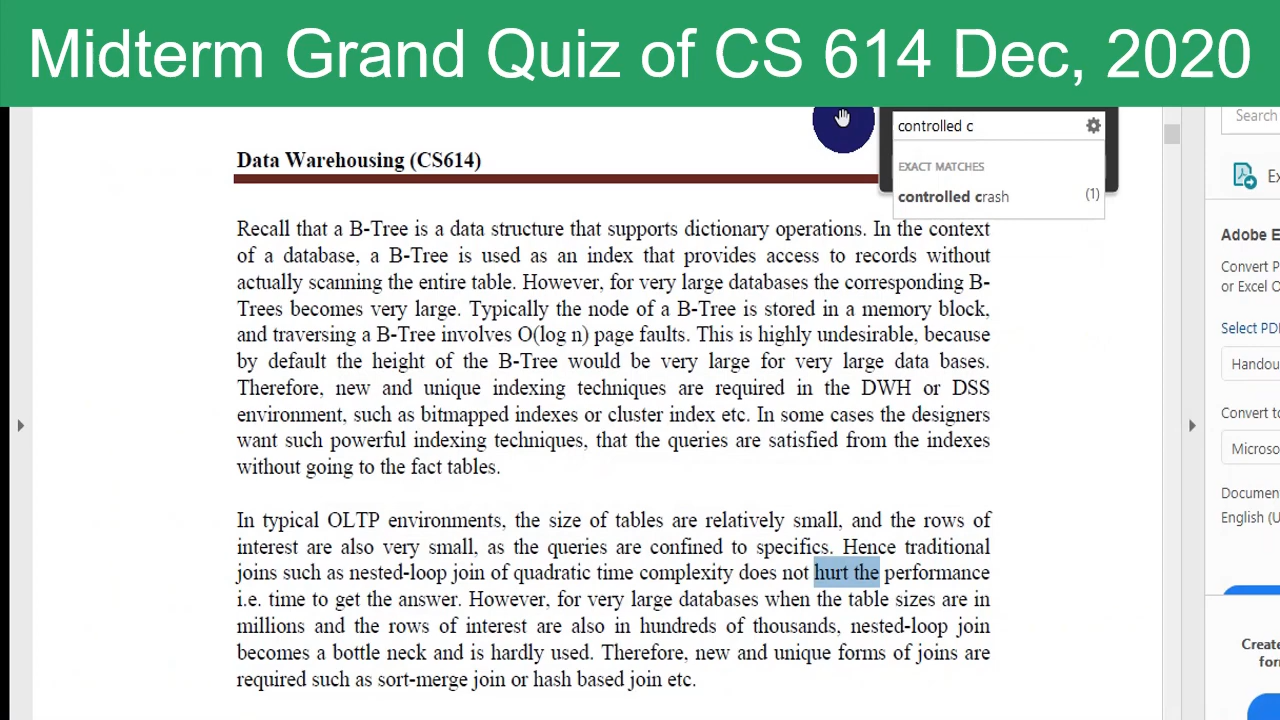 Midterm Grand Quiz of CS 614 Dec, 2020
controlled c
Search
EXACT MATCHES
controlled crash (1)
Data Warehousing (CS614)
Recall that a B-Tree is a data structure that supports dictionary operations. In the context
of a database, a B-Tree is used as an index that provides access to records without
actually scanning the entire table. However, for very large databases the corresponding B-
Trees becomes very large. Typically the node of a B-Tree is stored in a memory block,
and traversing a B-Tree involves O(log n) page faults. This is highly undesirable, because
by default the height of the B-Tree would be very large for very large data bases.
Therefore, new and unique indexing techniques are required in the DWH or DSS
environment, such as bitmapped indexes or cluster index etc. In some cases the designers
want such powerful indexing techniques, that the queries are satisfied from the indexes
without going to the fact tables.
In typical OLTP environments, the size of tables are relatively small, and the rows of
interest are also very small, as the queries are confined to specifics. Hence traditional
joins such as nested-loop join of quadratic time complexity does not hurt the performance
i.e. time to get the answer. However, for very large databases when the table sizes are in
millions and the rows of interest are also in hundreds of thousands, nested-loop join
becomes a bottle neck and is hardly used. Therefore, new and unique forms of joins are
required such as sort-merge join or hash based join etc.
Ex
Adobe E
Convert P
or Excel O
Select PD
Handou
Convert to
Microso
Documen
English (U
Create
for